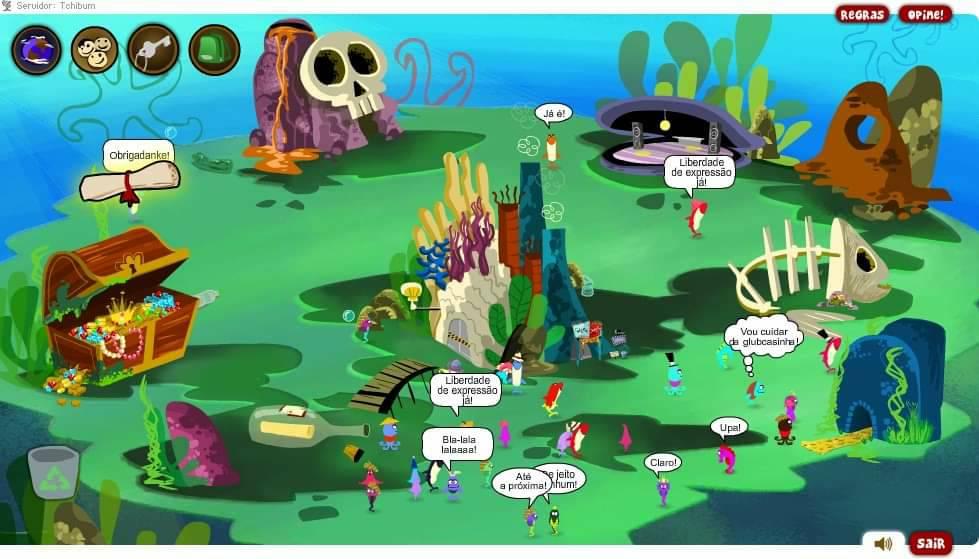 Servidor: Tchibum
REGRAS
OPINE!
Já é!
Obrigadanke!
Liberdade
de expressão
já!
Vou cuidar
da glubcasinha!
Liberdade
de expressão
já!
Bla-lala
lalaaaa!
Upa!
Claro!
Até
a próxima!
jeito
SAIR